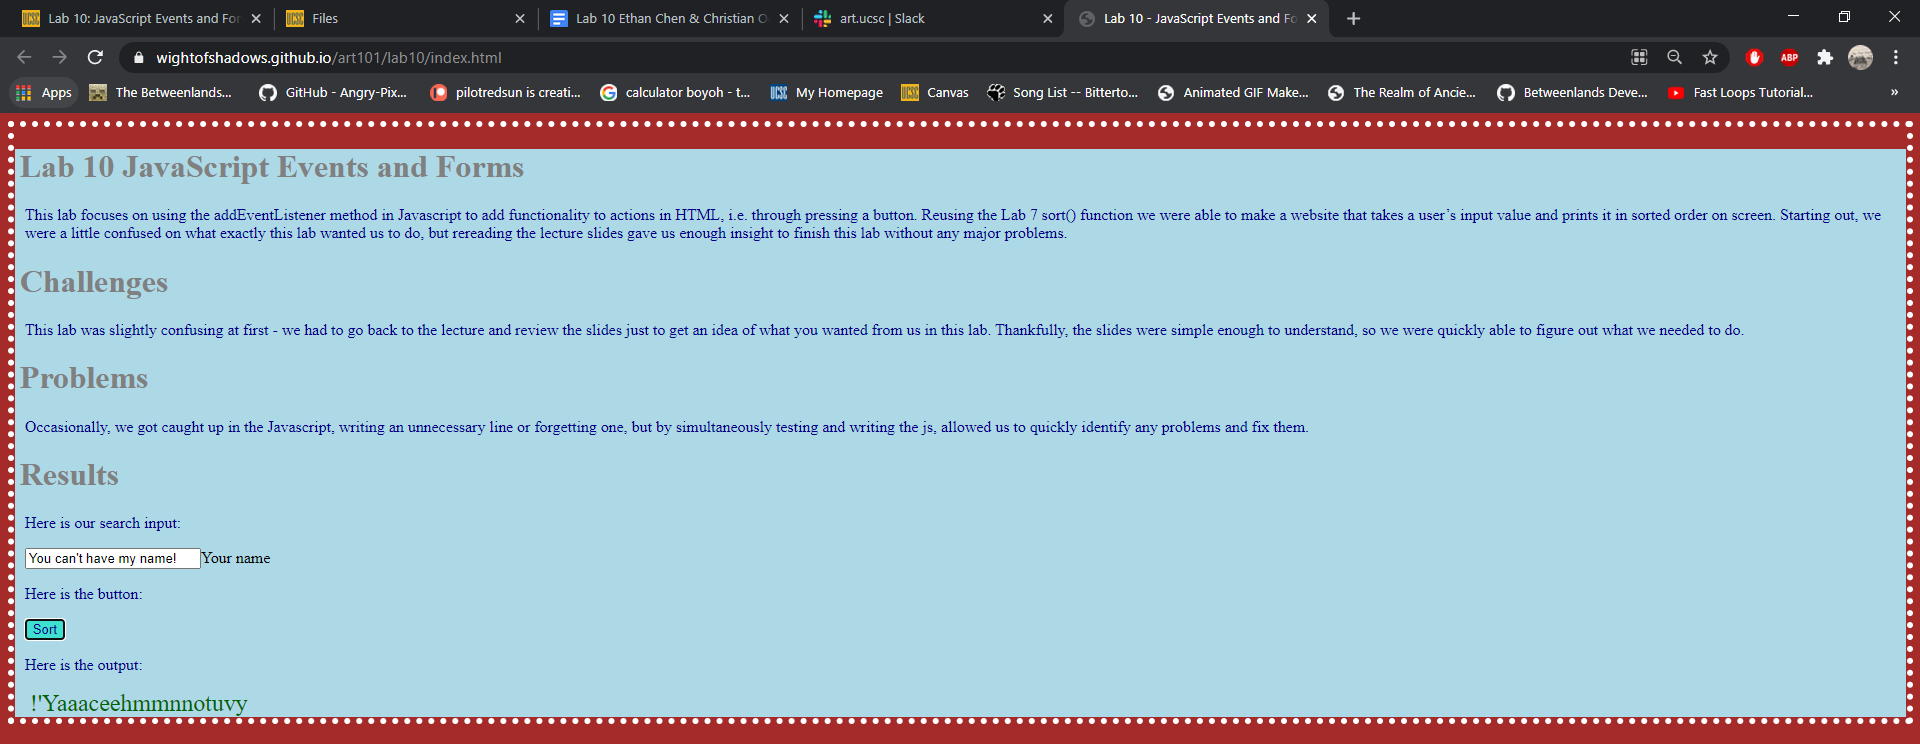 Lab 10: JavaScript Events and For
Files
Lab 10 Ethan Chen & Christian O
art.ucsc | Slack
Lab 10 - JavaScript Events and Fo
wightofshadows.github.io/art101/lab10/index.html
ABP
Apps
The Betweenlands...
GitHub - Angry-Pix...
pilotredsun is creati...
calculator boyoh - t...
UCSC My Homepage
UCSC Canvas
Song List -- Bitterto...
Animated GIF Make...
The Realm of Ancie...
Betweenlands Deve...
Fast Loops Tutorial...
»
Lab 10 JavaScript Events and Forms
This lab focuses on using the addEventListener method in Javascript to add functionality to actions in HTML, i.e. through pressing a button. Reusing the Lab 7 sort() function we were able to make a website that takes a user’s input value and prints it in sorted order on screen. Starting out, we
were a little confused on what exactly this lab wanted us to do, but rereading the lecture slides gave us enough insight to finish this lab without any major problems.
Challenges
This lab was slightly confusing at first - we had to go back to the lecture and review the slides just to get an idea of what you wanted from us in this lab. Thankfully, the slides were simple enough to understand, so we were quickly able to figure out what we needed to do.
Problems
Occasionally, we got caught up in the Javascript, writing an unnecessary line or forgetting one, but by simultaneously testing and writing the js, allowed us to quickly identify any problems and fix them.
Results
Here is our search input:
You can't have my name! Your name
Here is the button:
Sort
Here is the output:
!'Yaaaceehmmnnotuvy